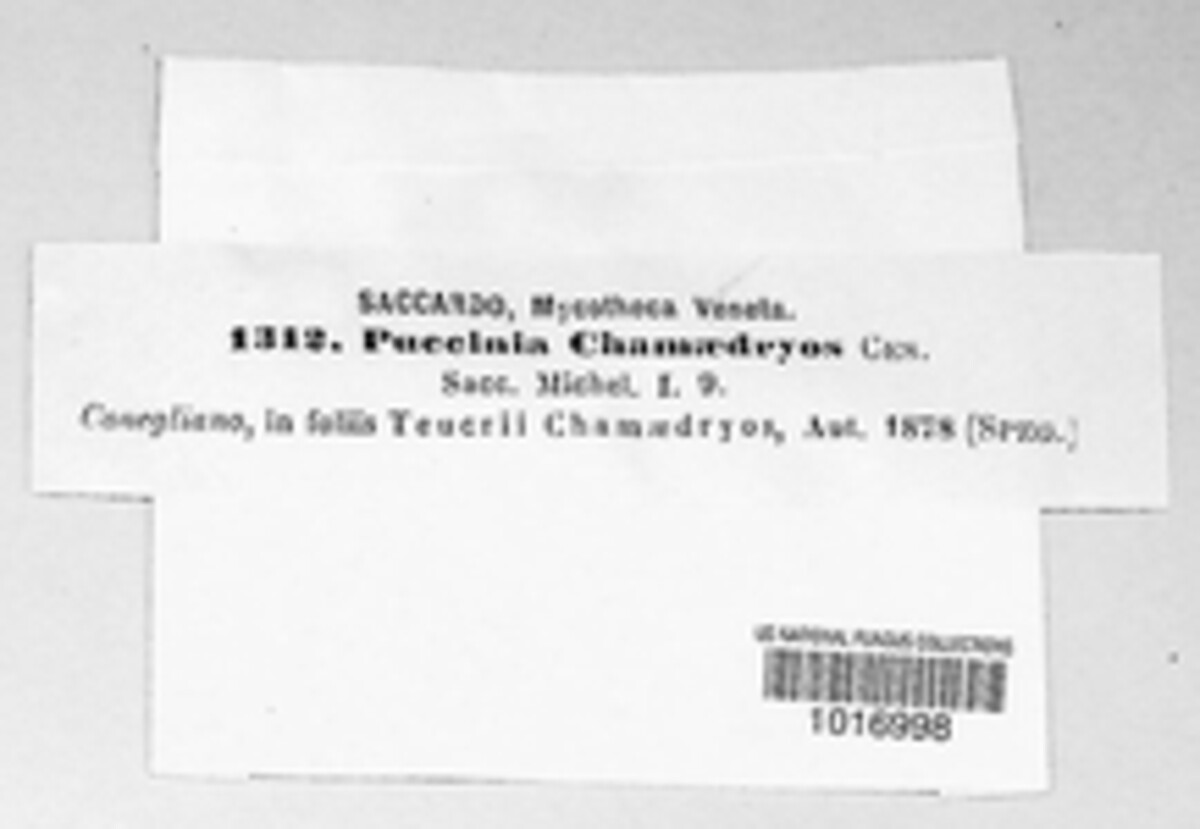 SACCARDO, Mycotheca Veneta.
1312. Puccinia Chamædryos Ces.
Sacc. Michel. I. 9.
Conegliano, in foliis Teucrii Chamædryos, Aut. 1878 (Speg.)
US NATIONAL FUNGUS COLLECTIONS
1016998